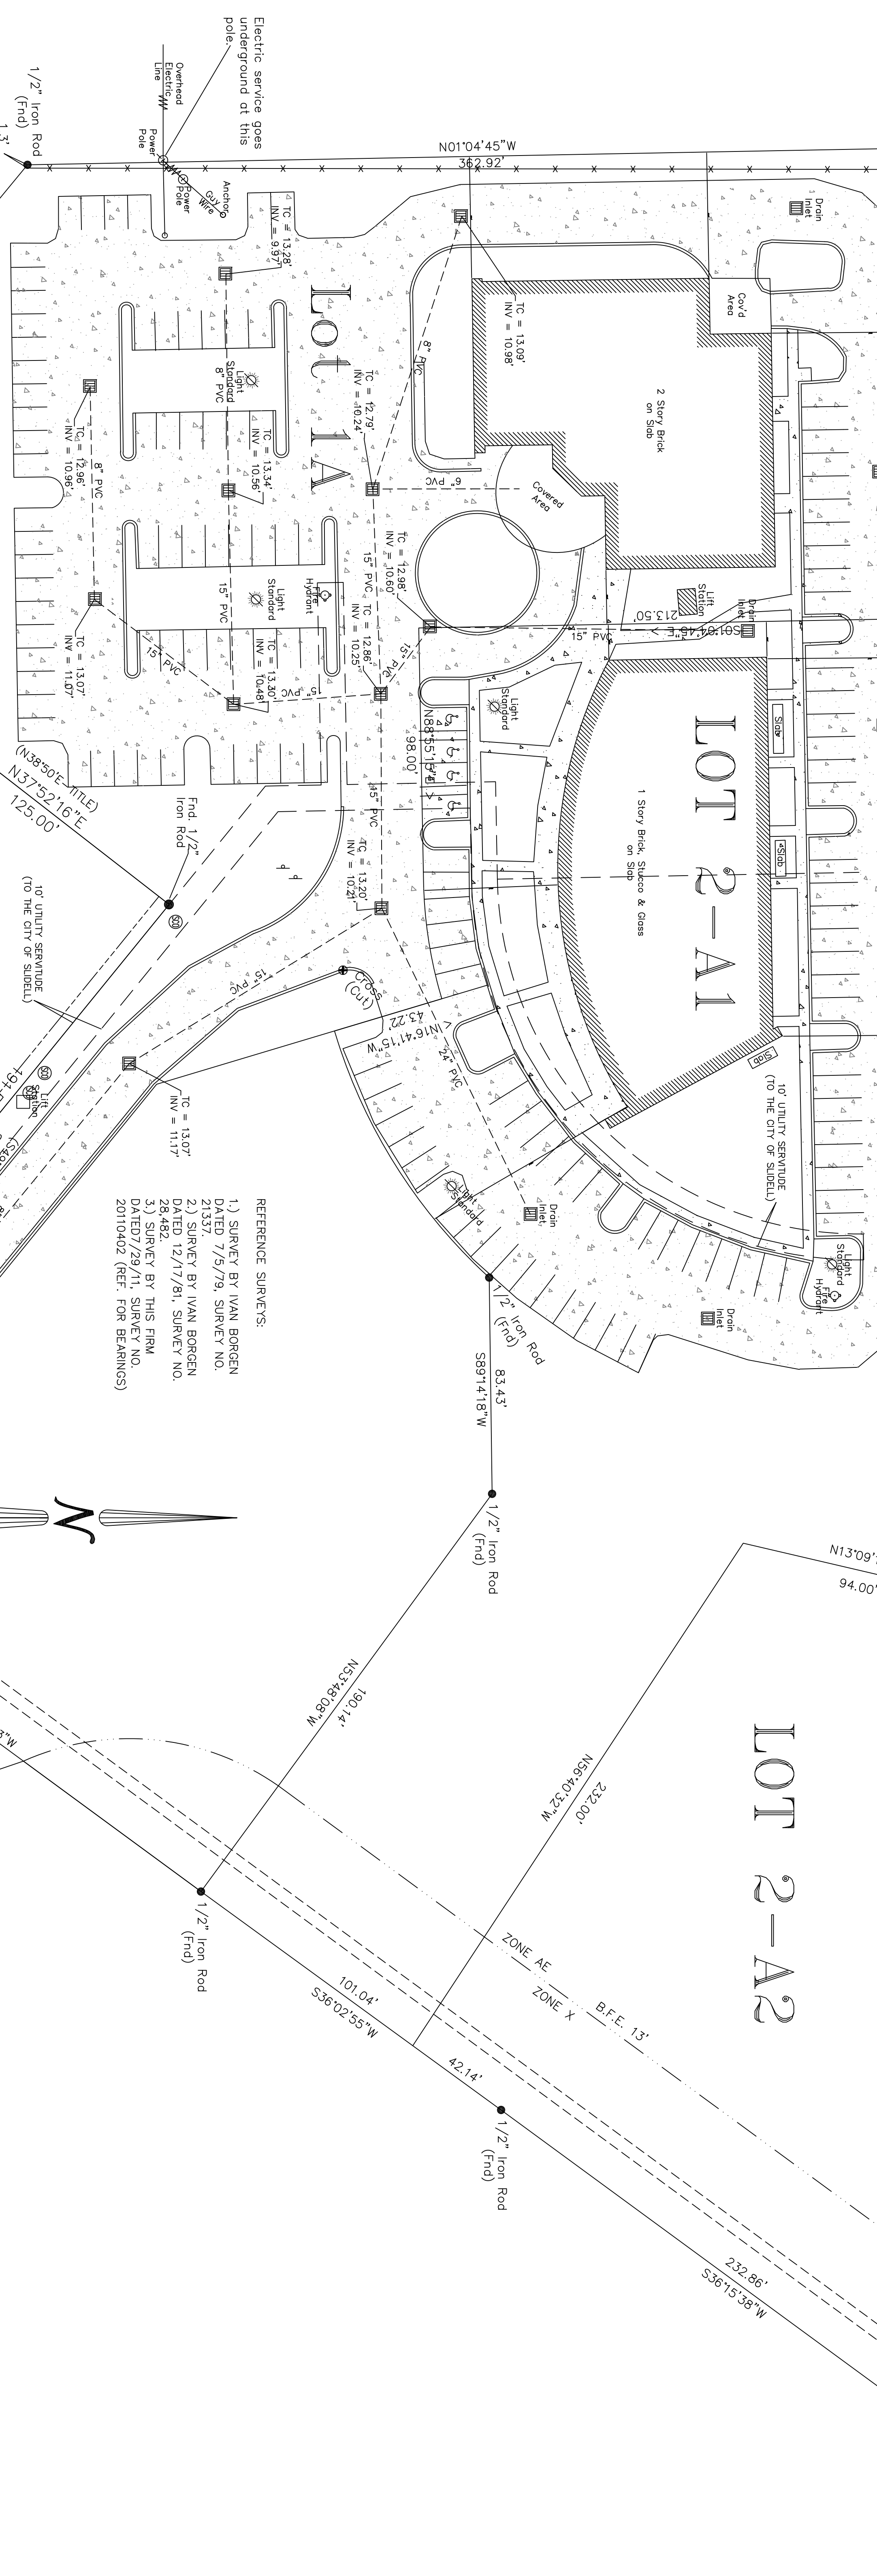 Electric service goes
underground at this
pole.
Overhead
Electric
Line
Power
Pole
Power
Pole
Guy
Wire
Anchor
1/2" Iron Rod
(Fnd)
1.3'
N01°04'45"W
362.92'
Drain
Inlet
TC = 13.28'
INV = 9.97'
TC = 13.09'
INV = 10.98'
Cov'd
Area
2 Story Brick
on Slab
LOT 1A
8" PVC
TC = 12.79'
INV = 10.24'
Light
Standard
8" PVC
TC = 12.96'
INV = 10.96'
8" PVC
TC = 13.34'
INV = 10.56'
6" PVC
Covered
Area
TC = 12.98'
INV = 10.60'
15" PVC
Fire
Hydrant
Light
Standard
15" PVC
TC = 12.86'
INV = 10.25'
TC = 13.07'
INV = 11.07'
15" PVC
TC = 13.30'
INV = 10.48'
15" PVC
15" PVC
Lift
Station
213.50'
S01°04'45"E >
Drain
Inlet
15" PVC
N88°55'15"E >
98.00'
Light
Standard
LOT 2-A1
1 Story Brick, Stucco & Glass
on Slab
Slab
Slab
Slab
(N38°50'E-TITLE)
N37°52'16"E
125.00'
Fnd. 1/2"
Iron Rod
15" PVC
TC = 13.20'
INV = 10.21'
10' UTILITY SERVITUDE
(TO THE CITY OF SLIDELL)
15" PVC
Cross
(Cut)
< N16°41'15"W
43.22'
24" PVC
Lift
Station
TC = 13.07'
INV = 11.17'
10' UTILITY SERVITUDE
(TO THE CITY OF SLIDELL)
Light
Standard
Drain
Inlet
Light
Standard
Fire
Hydrant
Drain
Inlet
REFERENCE SURVEYS:
1.) SURVEY BY IVAN BORGEN
DATED 7/5/79, SURVEY NO.
21337.
2.) SURVEY BY IVAN BORGEN
DATED 12/17/81, SURVEY NO.
28,482.
3.) SURVEY BY THIS FIRM
DATED7/29/11, SURVEY NO.
20110402 (REF. FOR BEARINGS)
1/2" Iron Rod
(Fnd)
83.43'
S89°14'18"W
1/2" Iron Rod
(Fnd)
N
94.00'
190.14'
N53°48'08"W
232.00'
N56°40'32"W
LOT 2-A2
1/2" Iron Rod
(Fnd)
ZONE AE
ZONE X
B.F.E. 13'
101.04'
S36°02'55"W
42.14'
1/2" Iron Rod
(Fnd)
232.86'
S36°15'38"W